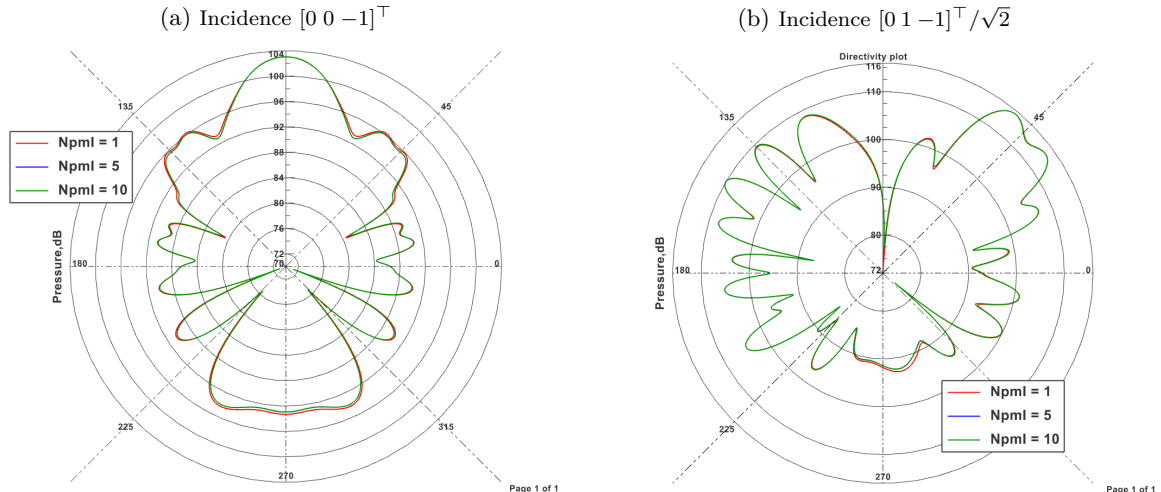 (a) Incidence [0 0 −1]⊤
104
100
96
92
88
84
80
76
72
70
135
45
180
0
225
315
270
Pressure,dB
Npml = 1
Npml = 5
Npml = 10
Page 1 of 1
(b) Incidence [0 1 −1]⊤/√2
Directivity plot
116
110
100
90
80
72
135
45
180
0
225
270
Pressure,dB
Npml = 1
Npml = 5
Npml = 10
Page 1 of 1